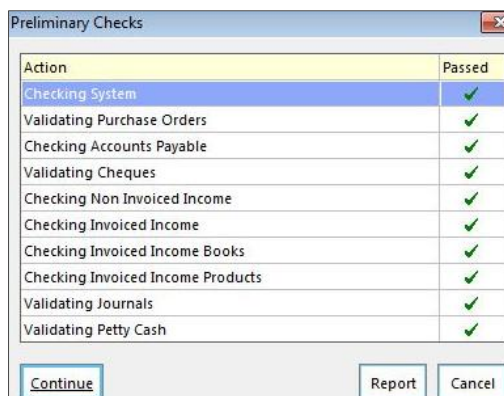 Preliminary Checks
Action Passed
Checking System
Validating Purchase Orders
Checking Accounts Payable
Validating Cheques
Checking Non Invoiced Income
Checking Invoiced Income
Checking Invoiced Income Books
Checking Invoiced Income Products
Validating Journals
Validating Petty Cash
Continue Report Cancel